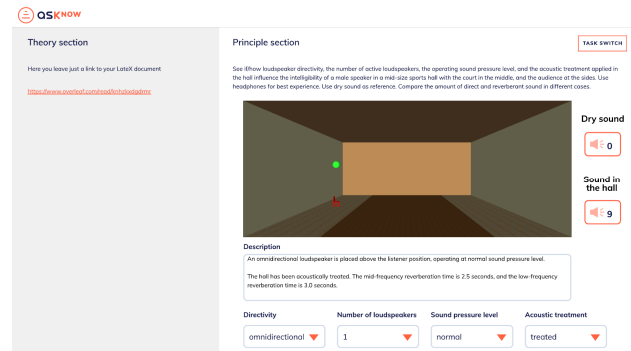 asKNOW
Theory section
Here you leave just a link to your LateX document
Principle section
TASK SWITCH
See if/how loudspeaker directivity, the number of active loudspeakers, the operating sound pressure level, and the acoustic treatment applied in
the hall influence the intelligibility of a male speaker in a mid-size sports hall with the court in the middle, and the audience at the sides. Use
headphones for best experience. Use dry sound as reference. Compare the amount of direct and reverberant sound in different cases.
Dry sound
0
Sound in
the hall
9
Description
An omnidirectional loudspeaker is placed above the listener position, operating at normal sound pressure level.
The hall has been acoustically treated. The mid-frequency reverberation time is 2.5 seconds, and the low-frequency
reverberation time is 3.0 seconds.
Directivity
Number of loudspeakers
Sound pressure level
Acoustic treatment
omnidirectional
1
normal
treated